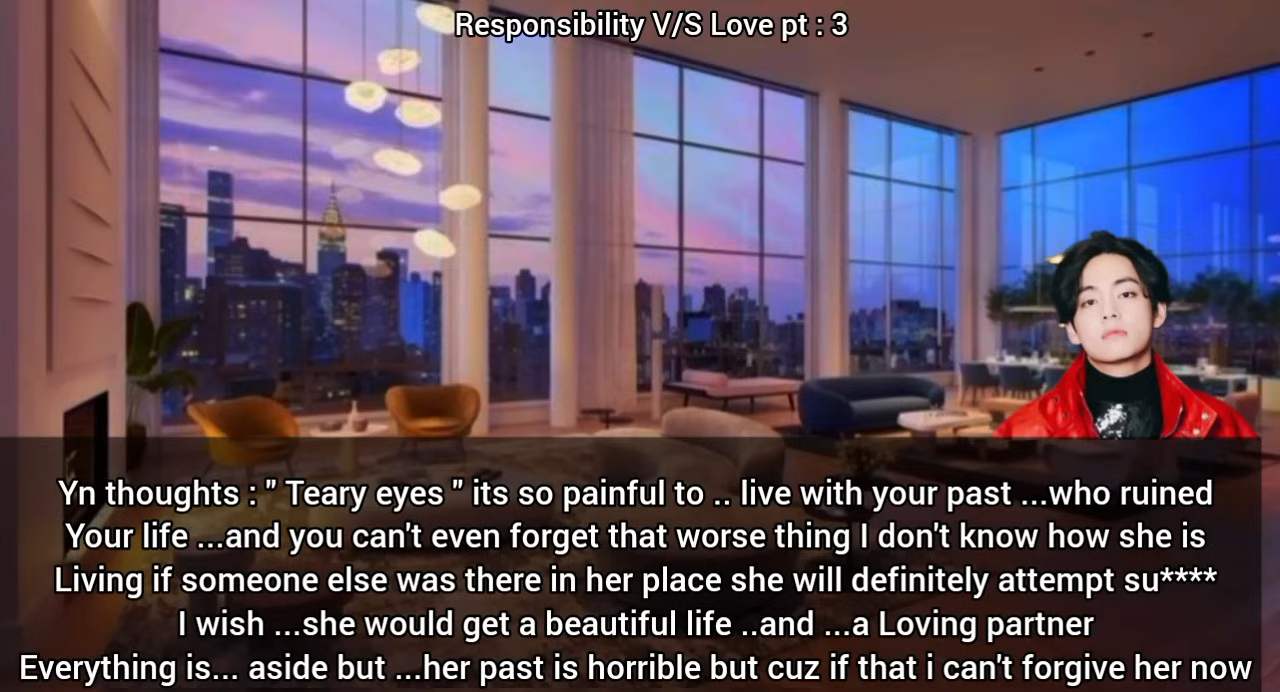 Responsibility V/S Love pt : 3
Yn thoughts : " Teary eyes " its so painful to .. live with your past ...who ruined
Your life ...and you can't even forget that worse thing I don't know how she is
Living if someone else was there in her place she will definitely attempt su****
I wish ...she would get a beautiful life ..and ...a Loving partner
Everything is... aside but ...her past is horrible but cuz if that i can't forgive her now